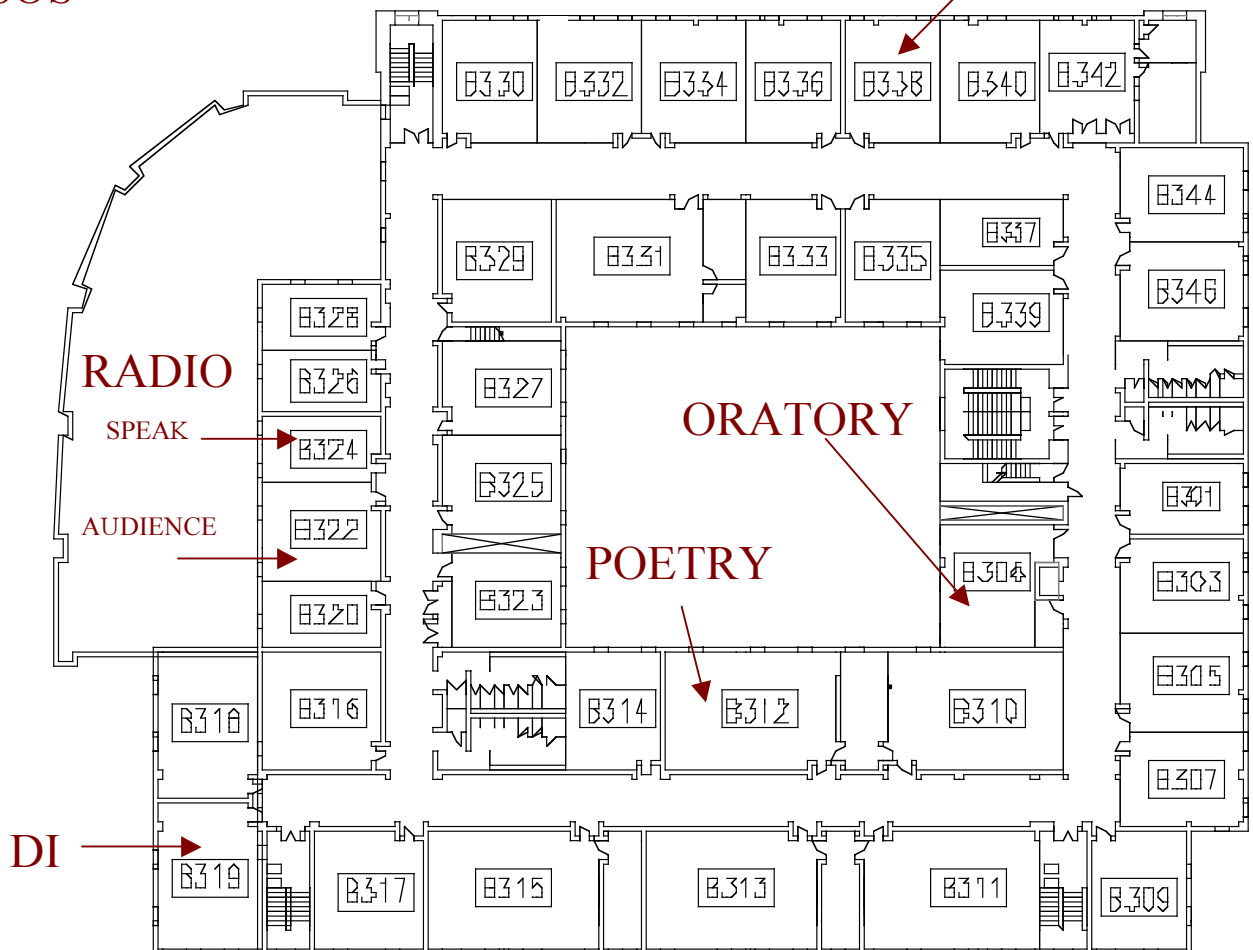 B330 B332 B334 B336 B338 B340 B342
B344
B329 B331 B333 B335 B337
B346
B328 B339
RADIO B326 B327
SPEAK B324 ORATORY
B325 B301
AUDIENCE B322
POETRY B304 B303
B320 B323
B305
B318 B316 B314 B312 B310
B307
DI B319 B317 B315 B313 B311 B309